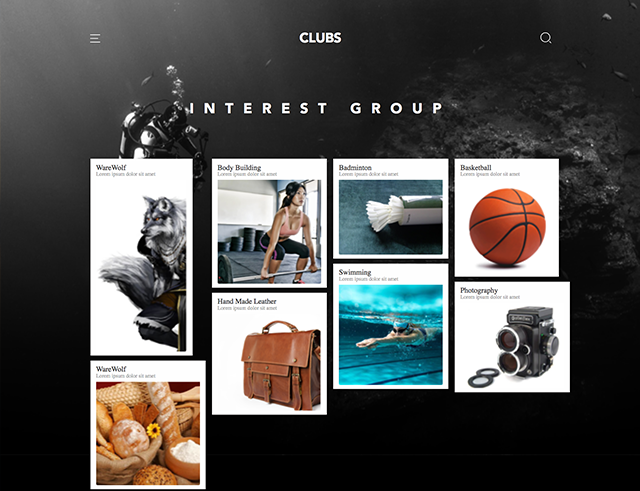 CLUBS
INTEREST GROUP
WareWolf
Lorem ipsum dolor sit amet
Body Building
Lorem ipsum dolor sit amet
Badminton
Lorem ipsum dolor sit amet
Basketball
Lorem ipsum dolor sit amet
Swimming
Lorem ipsum dolor sit amet
Photography
Lorem ipsum dolor sit amet
Hand Made Leather
Lorem ipsum dolor sit amet
WareWolf
Lorem ipsum dolor sit amet